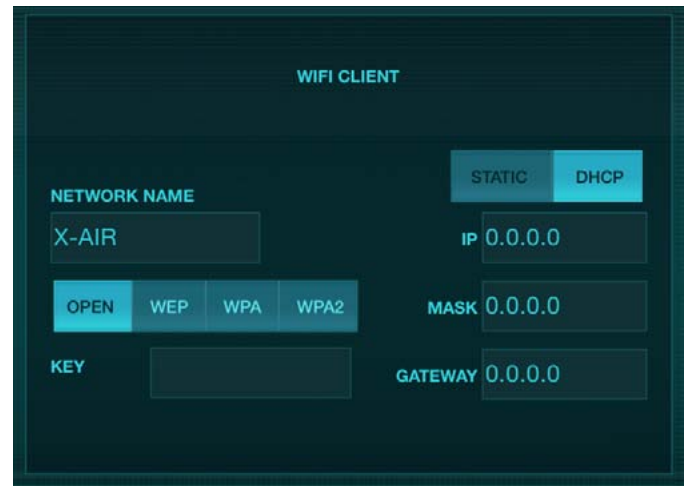 WIFI CLIENT
STATIC DHCP
NETWORK NAME
X-AIR
IP 0.0.0.0
OPEN WEP WPA WPA2
MASK 0.0.0.0
KEY
GATEWAY 0.0.0.0